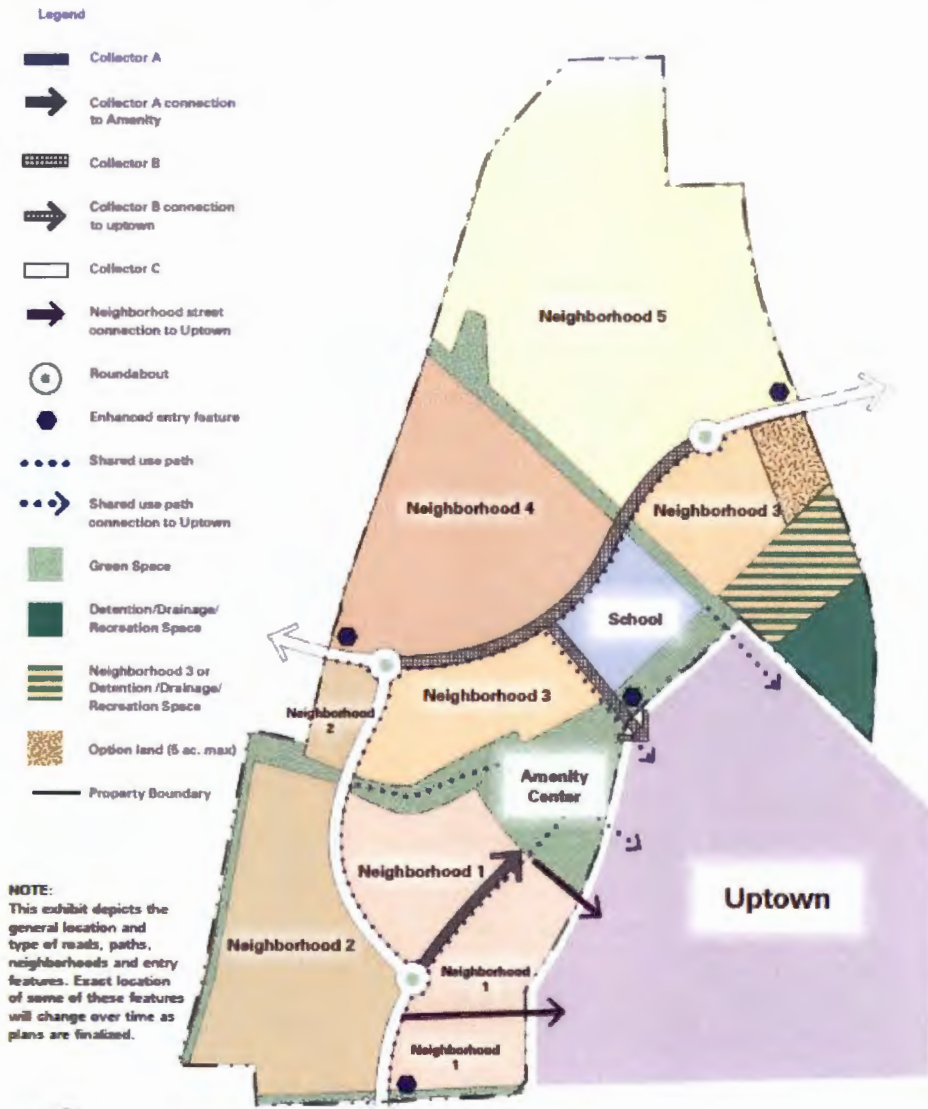 Legend
Collector A
Collector A connection
to Amenity
Collector B
Collector B connection
to uptown
Collector C
Neighborhood street
connection to Uptown
Roundabout
Enhanced entry feature
Shared use path
Shared use path
connection to Uptown
Green Space
Detention/Drainage/
Recreation Space
Neighborhood 3 or
Detention /Drainage/
Recreation Space
Option land (5 ac. max)
Property Boundary
NOTE:
This exhibit depicts the
general location and
type of roads, paths,
neighborhoods and entry
features. Exact location
of some of these features
will change over time as
plans are finalized.
Neighborhood 5
Neighborhood 4
Neighborhood 3
School
Neighborhood 3
Neighborhood
2
Amenity
Center
Neighborhood 1
Uptown
Neighborhood 2
Neighborhood
1
Neighborhood
1